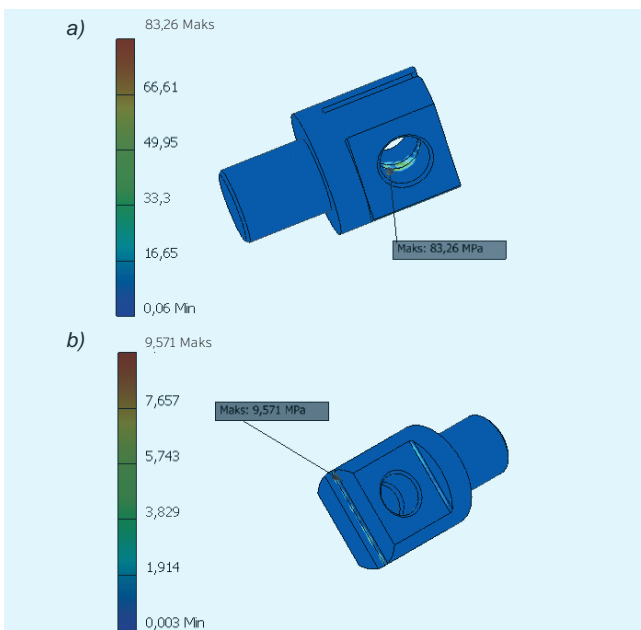 a)
83,26 Maks
66,61
49,95
33,3
16,65
0,06 Min
Maks: 83,26 MPa
b)
9,571 Maks
7,657
5,743
3,829
1,914
0,003 Min
Maks: 9,571 MPa